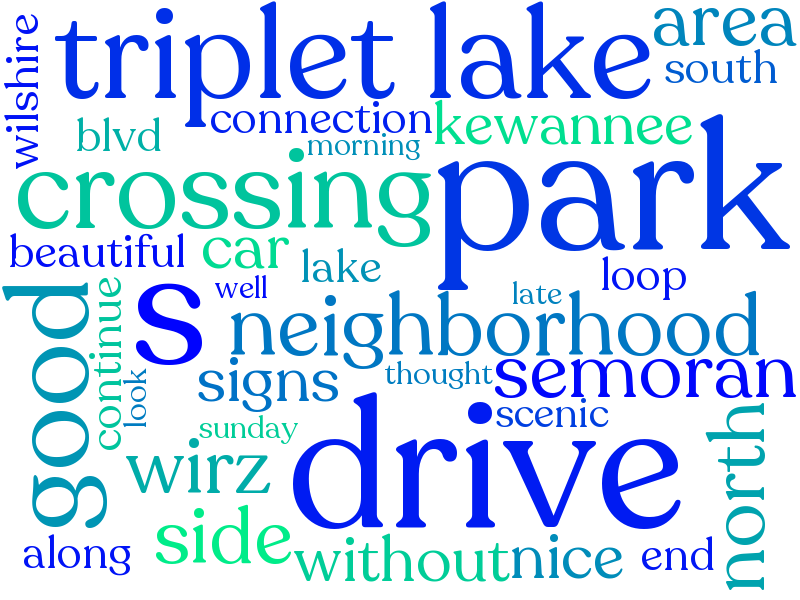 wilshire
triplet lake
area
south
blvd
connection
kewannee
morning
crossing
park
beautiful
car
lake
loop
s
well
late
good
continue
neighborhood
look
signs
thought
semoran
sunday
scenic
north
wirz
drive
along
side
without
nice
end